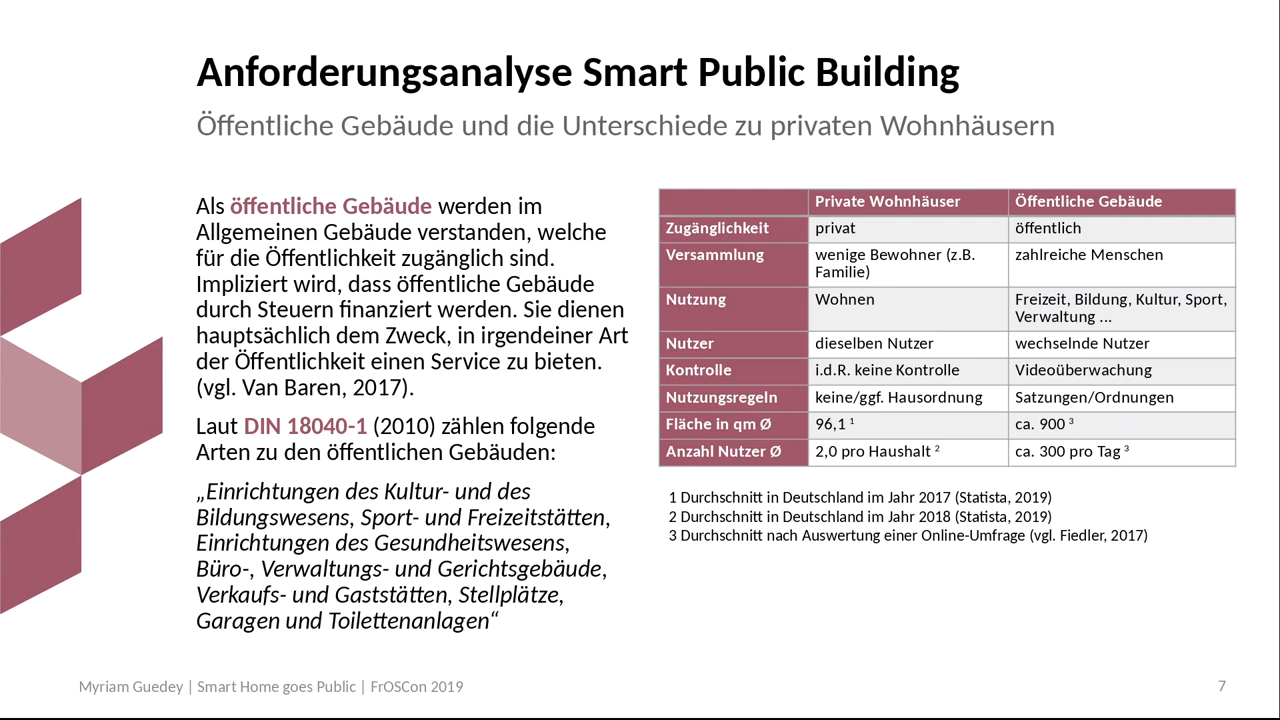 Anforderungsanalyse Smart Public Building
Öffentliche Gebäude und die Unterschiede zu privaten Wohnhäusern
Als öffentliche Gebäude werden im
Allgemeinen Gebäude verstanden, welche
für die Öffentlichkeit zugänglich sind.
Impliziert wird, dass öffentliche Gebäude
durch Steuern finanziert werden. Sie dienen
hauptsächlich dem Zweck, in irgendeiner Art
der Öffentlichkeit einen Service zu bieten.
(vgl. Van Baren, 2017).
Laut DIN 18040-1 (2010) zählen folgende
Arten zu den öffentlichen Gebäuden:
„Einrichtungen des Kultur- und des
Bildungswesens, Sport- und Freizeitstätten,
Einrichtungen des Gesundheitswesens,
Büro-, Verwaltungs- und Gerichtsgebäude,
Verkaufs- und Gaststätten, Stellplätze,
Garagen und Toilettenanlagen“
Private Wohnhäuser Öffentliche Gebäude
Zugänglichkeit privat öffentlich
Versammlung wenige Bewohner (z.B. zahlreiche Menschen
Familie)
Nutzung Wohnen Freizeit, Bildung, Kultur, Sport,
Verwaltung ...
Nutzer dieselben Nutzer wechselnde Nutzer
Kontrolle i.d.R. keine Kontrolle Videoüberwachung
Nutzungsregeln keine/ggf. Hausordnung Satzungen/Ordnungen
Fläche in qm Ø 96,1 ¹ ca. 900 ³
Anzahl Nutzer Ø 2,0 pro Haushalt ² ca. 300 pro Tag ³
1 Durchschnitt in Deutschland im Jahr 2017 (Statista, 2019)
2 Durchschnitt in Deutschland im Jahr 2018 (Statista, 2019)
3 Durchschnitt nach Auswertung einer Online-Umfrage (vgl. Fiedler, 2017)
Myriam Guedey | Smart Home goes Public | FrOSCon 2019
7